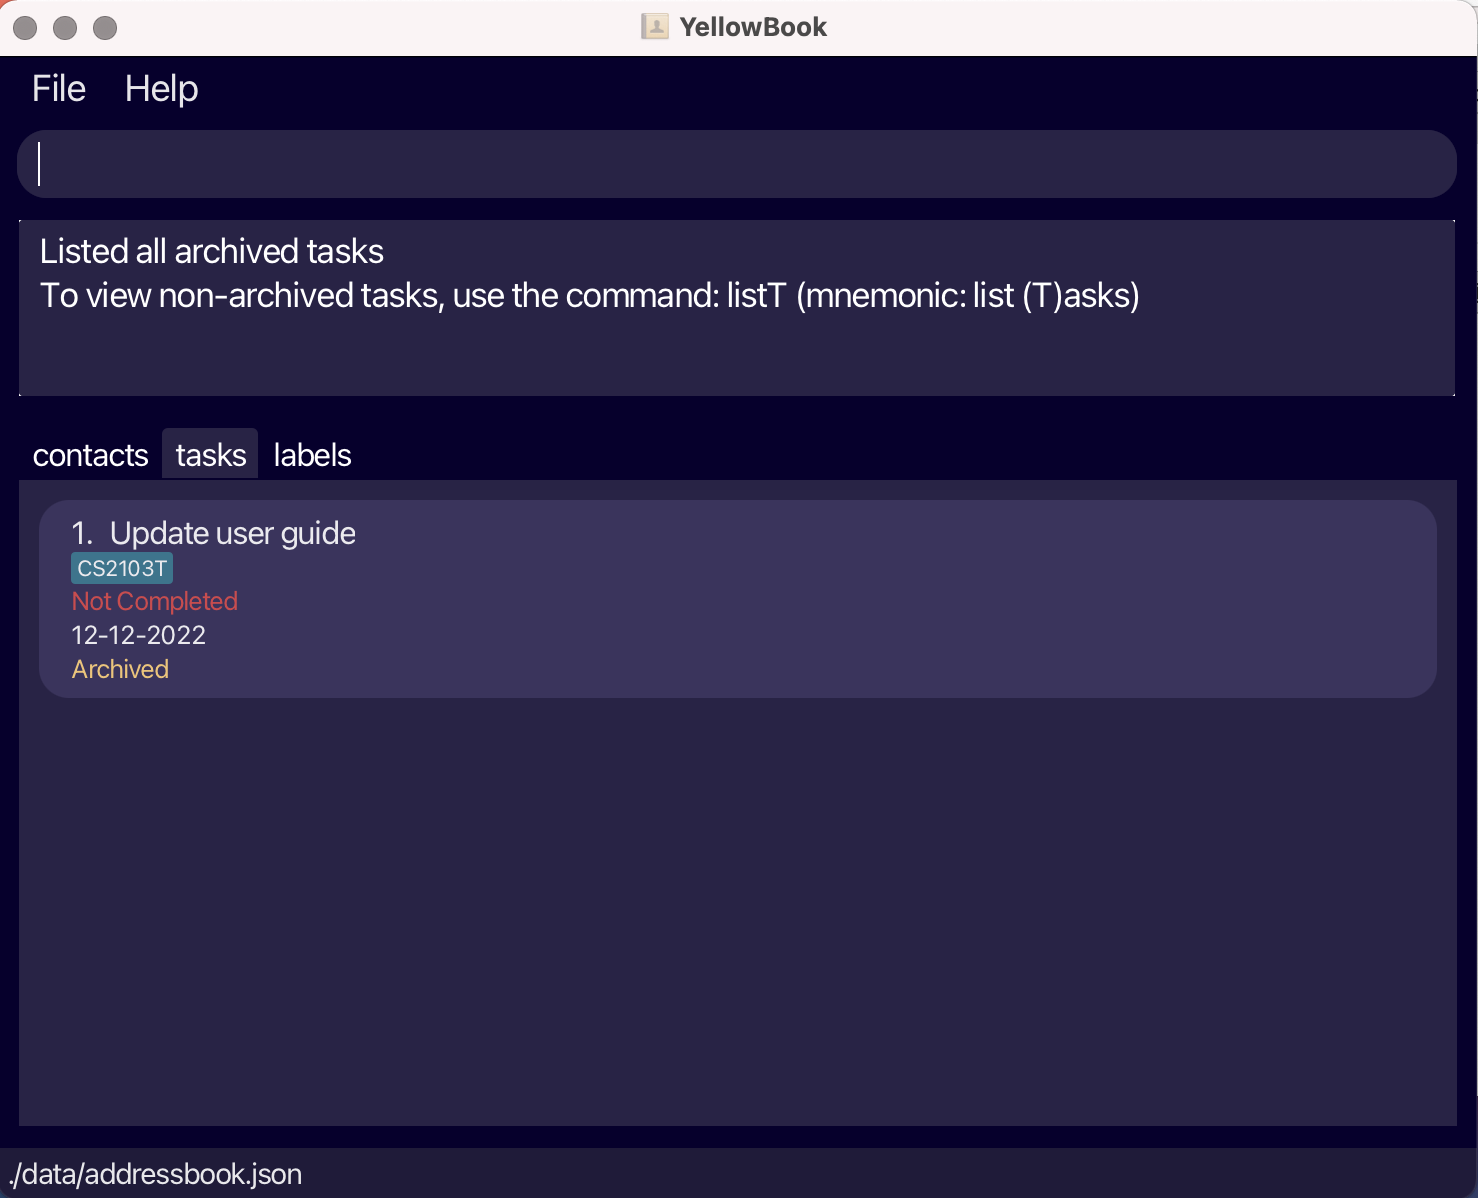 YellowBook
File Help
Listed all archived tasks
To view non-archived tasks, use the command: listT (mnemonic: list (T)asks)
contacts tasks labels
1. Update user guide
CS2103T
Not Completed
12-12-2022
Archived
./data/addressbook.json